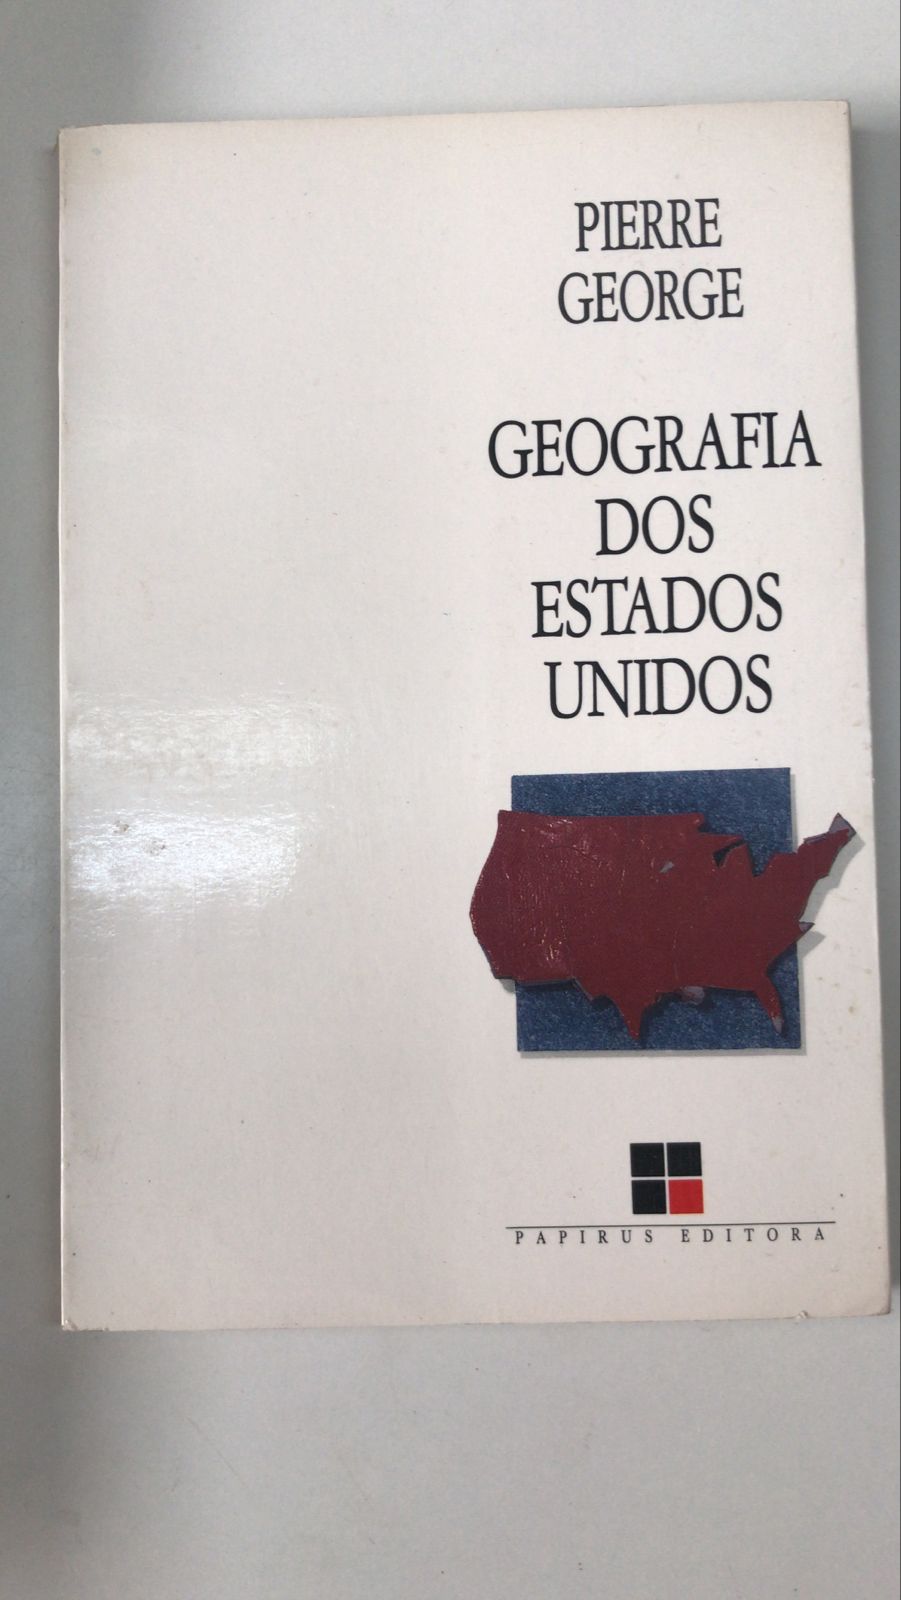 PIERRE
GEORGE
GEOGRAFIA
DOS
ESTADOS
UNIDOS
PAPIRUS EDITORA